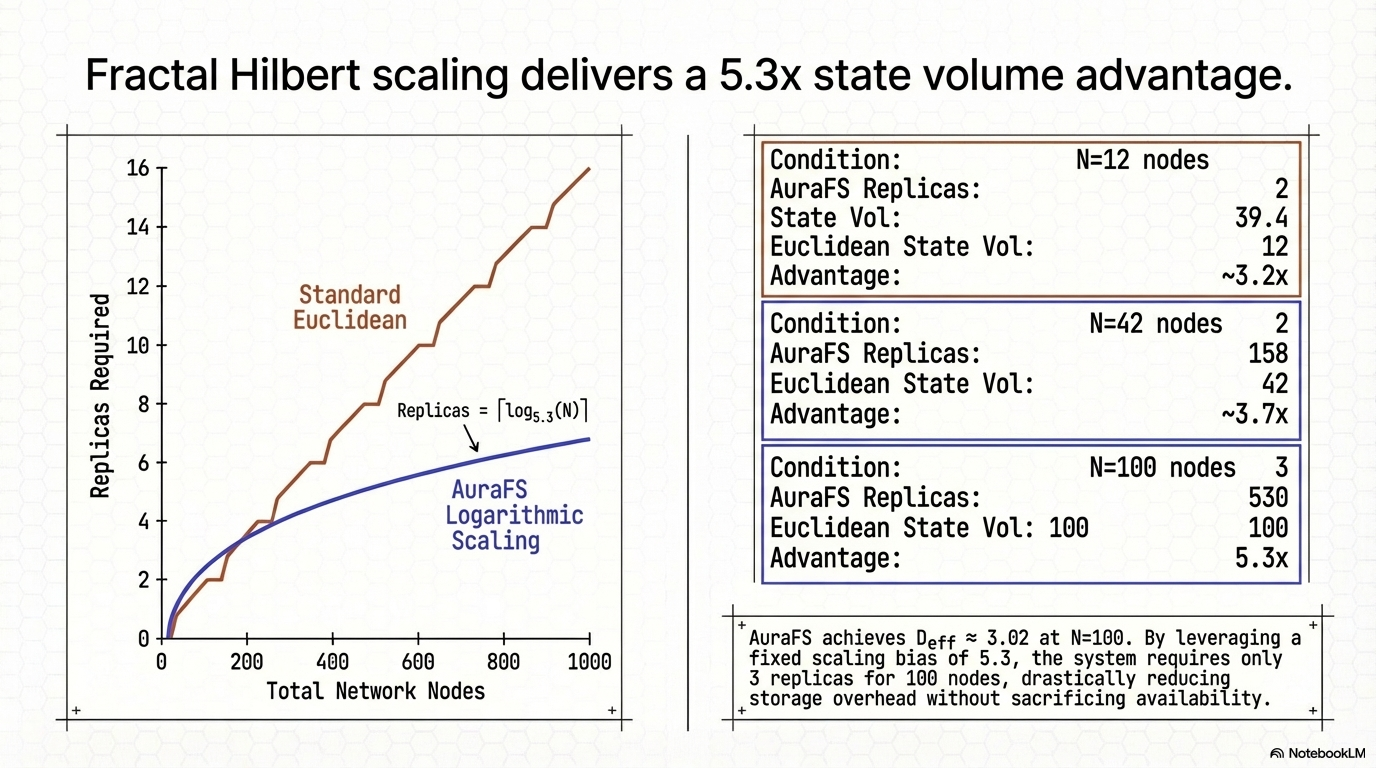 Fractal Hilbert scaling delivers a 5.3x state volume advantage.
16
14
12
10
8
6
4
2
0
Replicas Required
Standard
Euclidean
Replicas = ⌈log5.3(N)⌉
AuraFS
Logarithmic
Scaling
0 200 400 600 800 1000
Total Network Nodes
Condition: N=12 nodes
AuraFS Replicas: 2
State Vol: 39.4
Euclidean State Vol: 12
Advantage: ~3.2x
Condition: N=42 nodes 2
AuraFS Replicas: 158
Euclidean State Vol: 42
Advantage: ~3.7x
Condition: N=100 nodes 3
AuraFS Replicas: 530
Euclidean State Vol: 100 100
Advantage: 5.3x
AuraFS achieves Deff ≈ 3.02 at N=100. By leveraging a
fixed scaling bias of 5.3, the system requires only
3 replicas for 100 nodes, drastically reducing
storage overhead without sacrificing availability.
NotebookLM